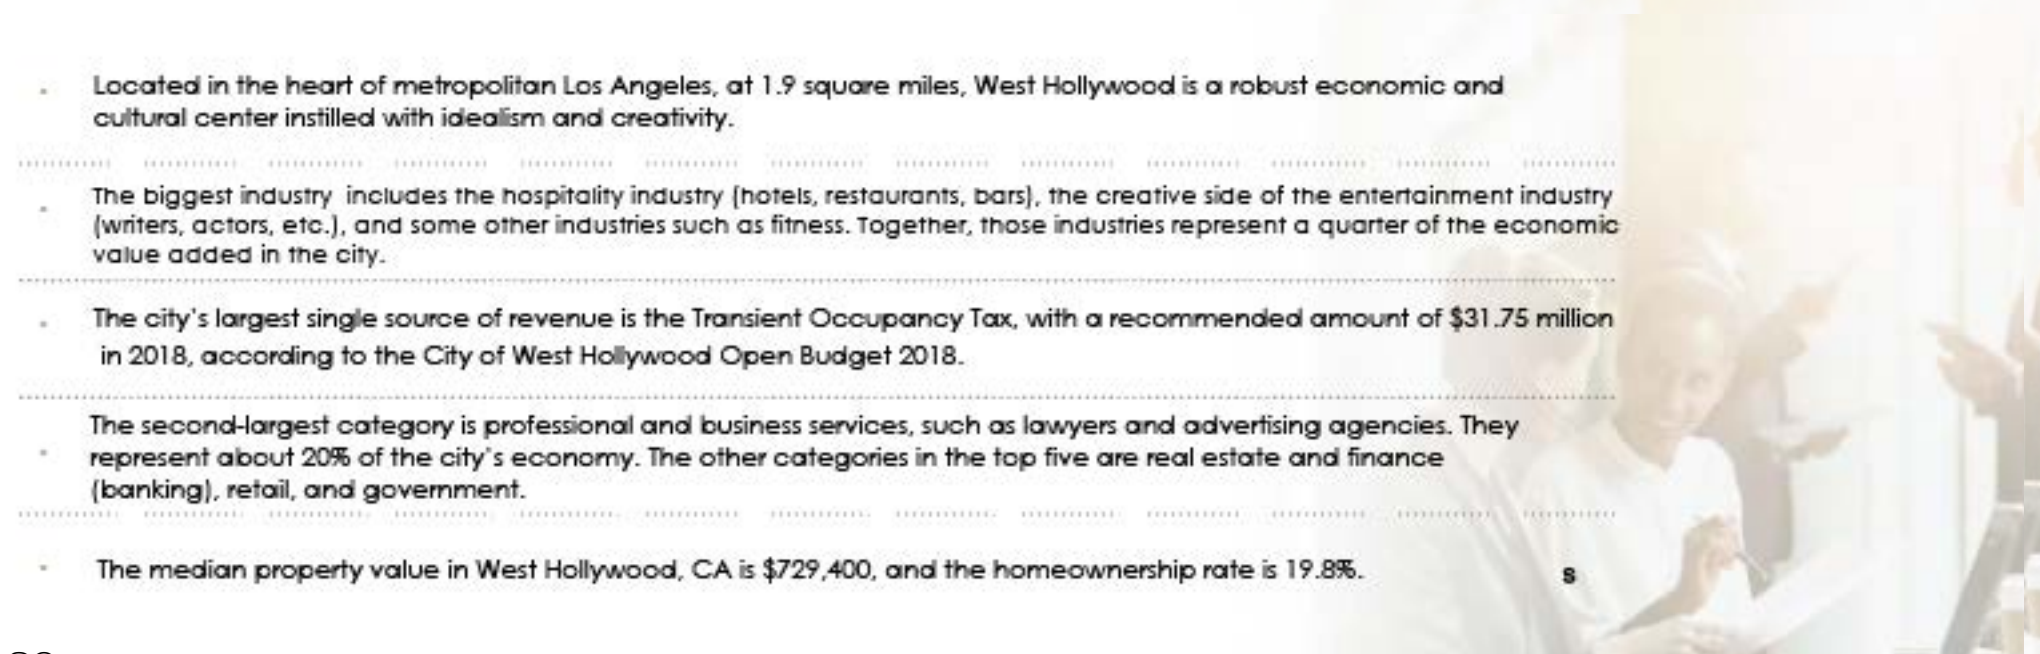 Located in the heart of metropolitan Los Angeles, at 1.9 square miles, West Hollywood is a robust economic and
cultural center instilled with idealism and creativity.
The biggest industry includes the hospitality industry (hotels, restaurants, bars), the creative side of the entertainment industry
(writers, actors, etc.), and some other industries such as fitness. Together, those industries represent a quarter of the economic
value added in the city.
The city's largest single source of revenue is the Transient Occupancy Tax, with a recommended amount of $31.75 million
in 2018, according to the City of West Hollywood Open Budget 2018.
The second-largest category is professional and business services, such as lawyers and advertising agencies. They
represent about 20% of the city's economy. The other categories in the top five are real estate and finance
(banking), retail, and government.
The median property value in West Hollywood, CA is $729,400, and the homeownership rate is 19.8%. s